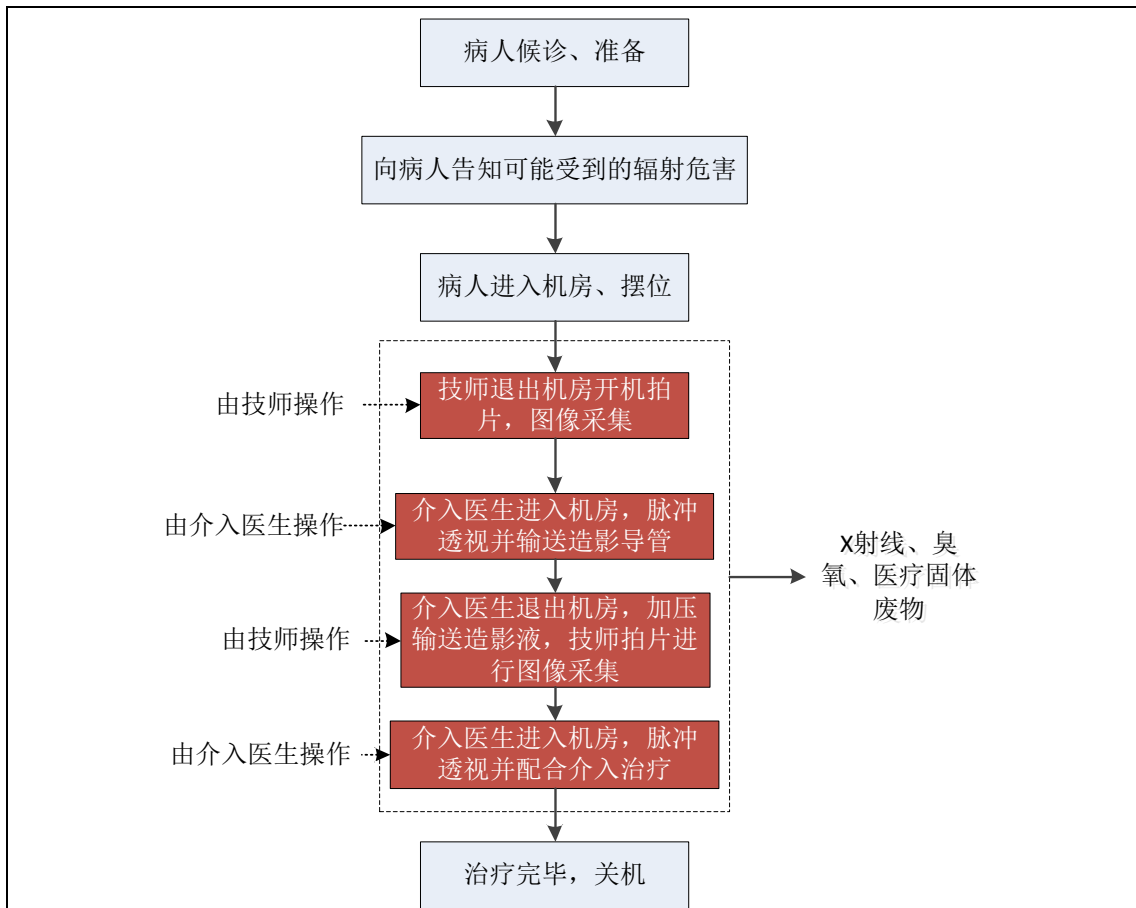 病人候诊、准备
向病人告知可能受到的辐射危害
病人进入机房、摆位
由技师操作
技师退出机房开机拍
片，图像采集
由介入医生操作
介入医生进入机房，脉冲
透视并输送造影导管
X射线、臭
氧、医疗固体
废物
由技师操作
介入医生退出机房，加压
输送造影液，技师拍片进
行图像采集
由介入医生操作
介入医生进入机房，脉冲
透视并配合介入治疗
治疗完毕，关机